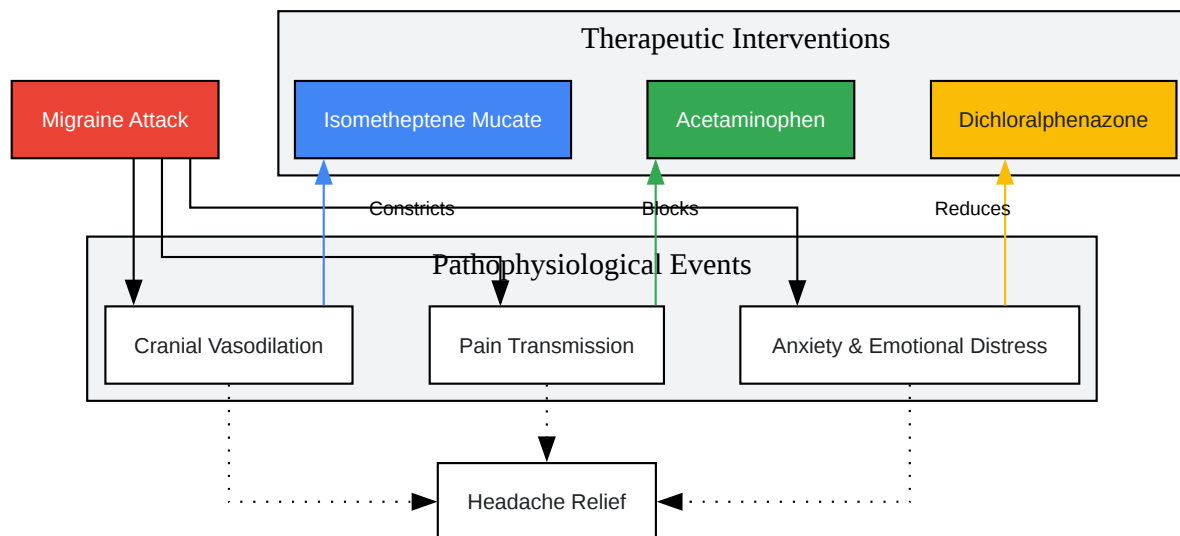 Therapeutic Interventions
Migraine Attack
Isometheptene Mucate
Acetaminophen
Dichloralphenazone
Constricts
Blocks
Reduces
Pathophysiological Events
Cranial Vasodilation
Pain Transmission
Anxiety & Emotional Distress
Headache Relief